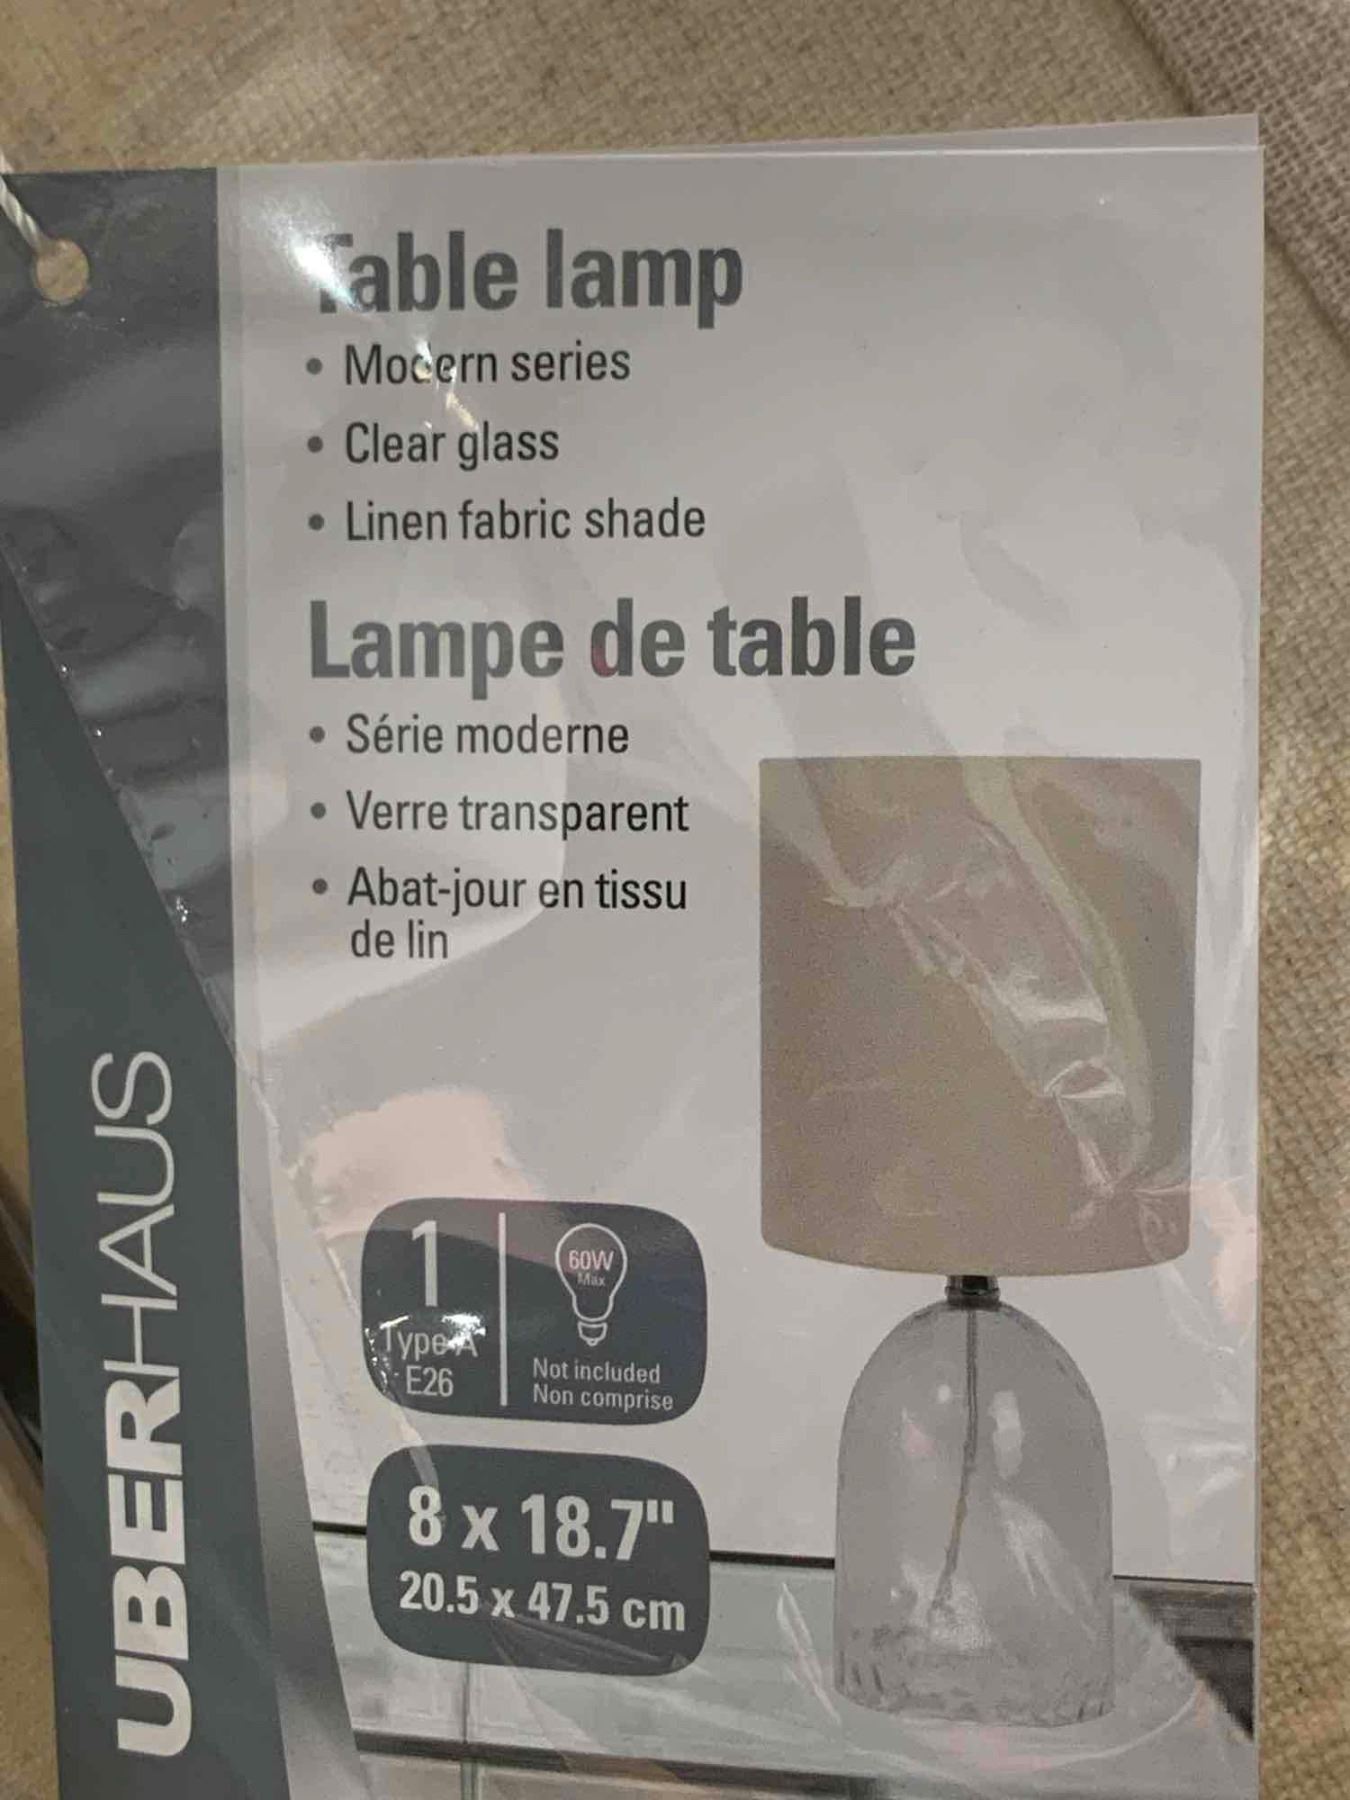 Table lamp
• Modern series
• Clear glass
• Linen fabric shade
Lampe de table
• Série moderne
• Verre transparent
• Abat-jour en tissu
de lin
UBERHAUS
1
Type A
E26
60W
Max
Not included
Non comprise
8 x 18.7"
20.5 x 47.5 cm